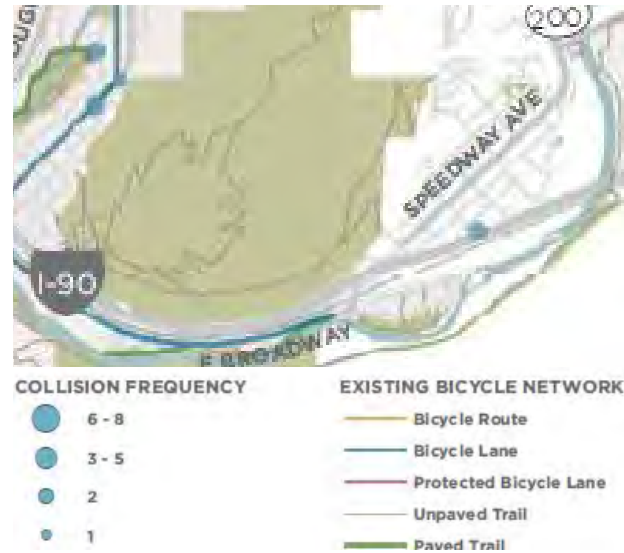 200
SPEEDWAY AVE
I-90
E BROADWAY
COLLISION FREQUENCY
6 - 8
3 - 5
2
1
EXISTING BICYCLE NETWORK
Bicycle Route
Bicycle Lane
Protected Bicycle Lane
Unpaved Trail
Paved Trail